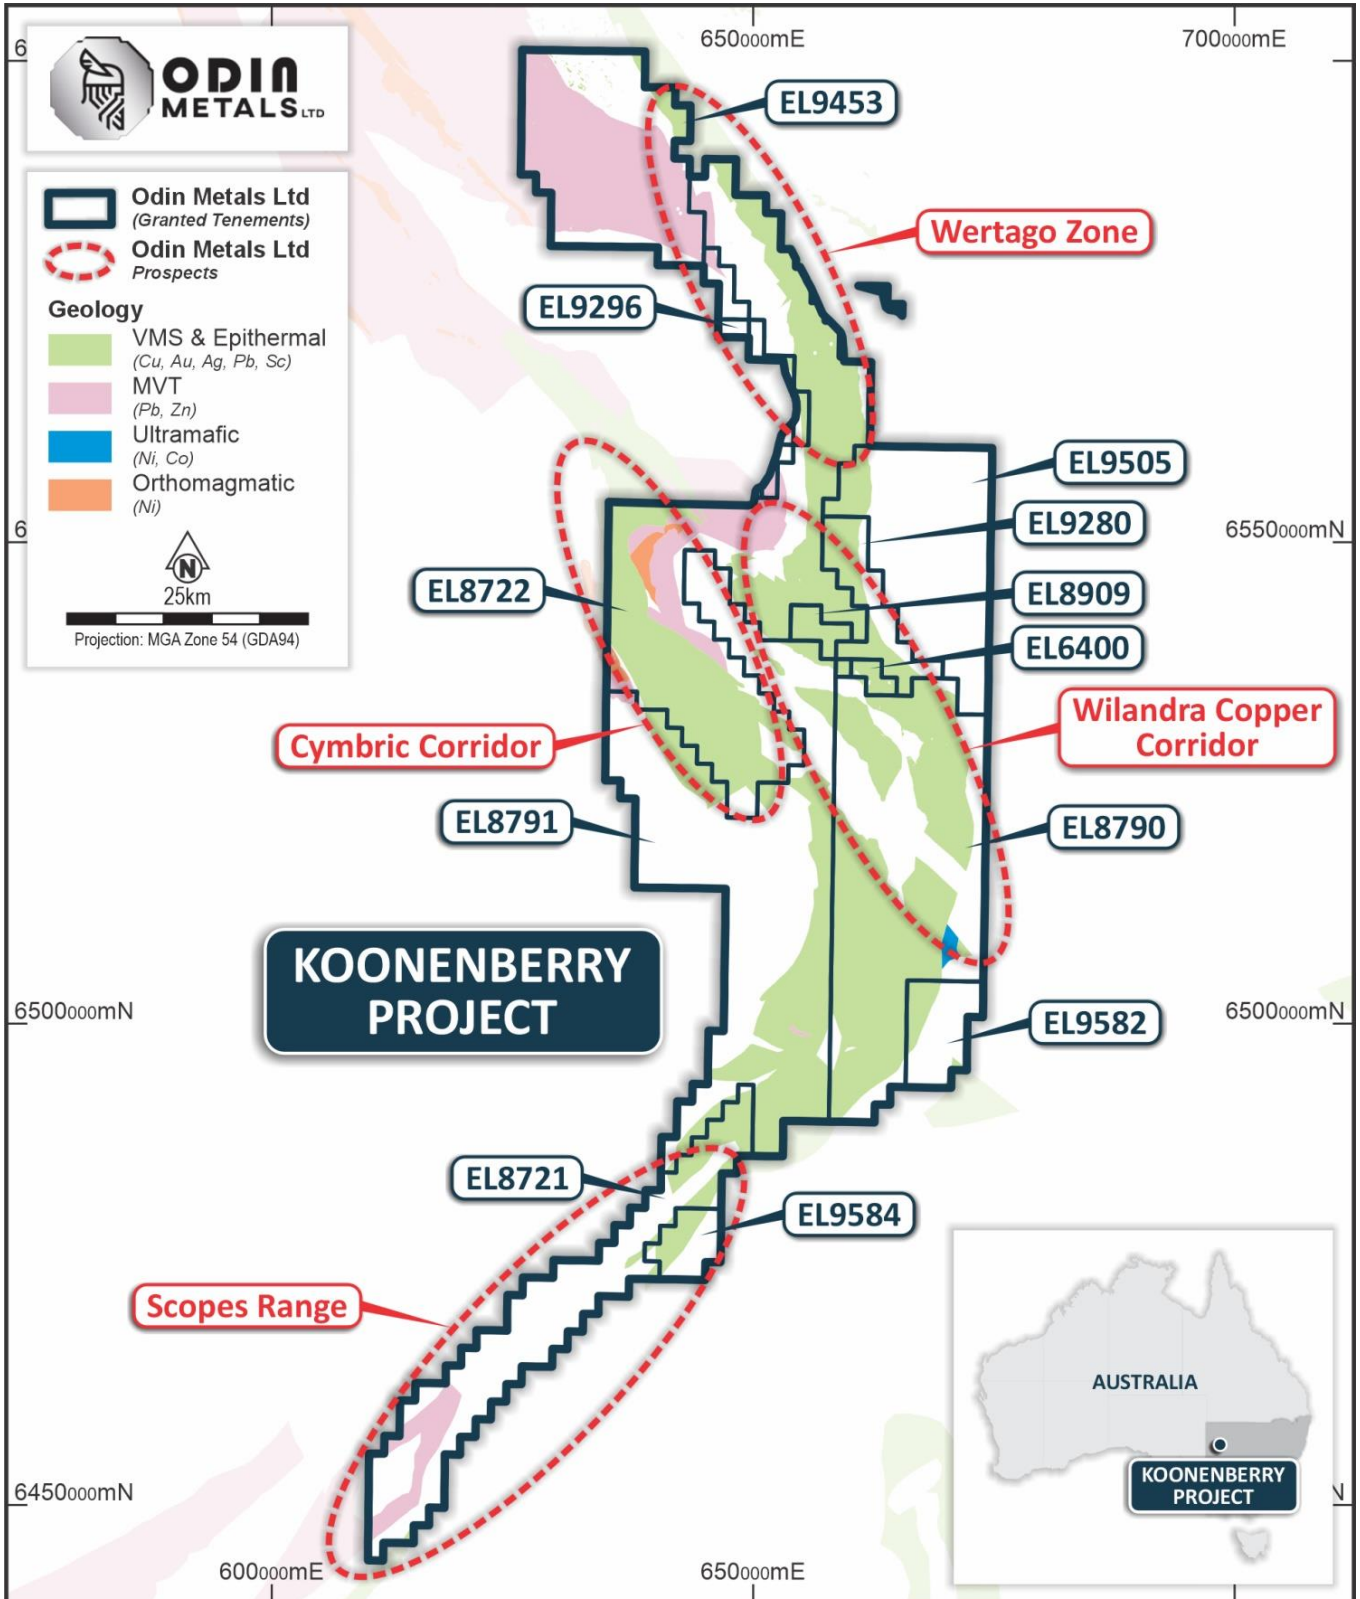 650000mE
700000mE
6
ODIN
METALS LTD
Odin Metals Ltd
(Granted Tenements)
Odin Metals Ltd
Prospects
Geology
VMS & Epithermal
(Cu, Au, Ag, Pb, Sc)
MVT
(Pb, Zn)
Ultramafic
(Ni, Co)
Orthomagmatic
(Ni)
N
25km
Projection: MGA Zone 54 (GDA94)
EL9453
Wertago Zone
EL9296
EL9505
6
EL9280
6550000mN
EL8722
EL8909
EL6400
Cymbric Corridor
Wilandra Copper
Corridor
EL8791
EL8790
KOONENBERRY
PROJECT
6500000mN
EL9582
6500000mN
EL8721
EL9584
Scopes Range
AUSTRALIA
KOONENBERRY
PROJECT
6450000mN
N
600000mE
650000mE